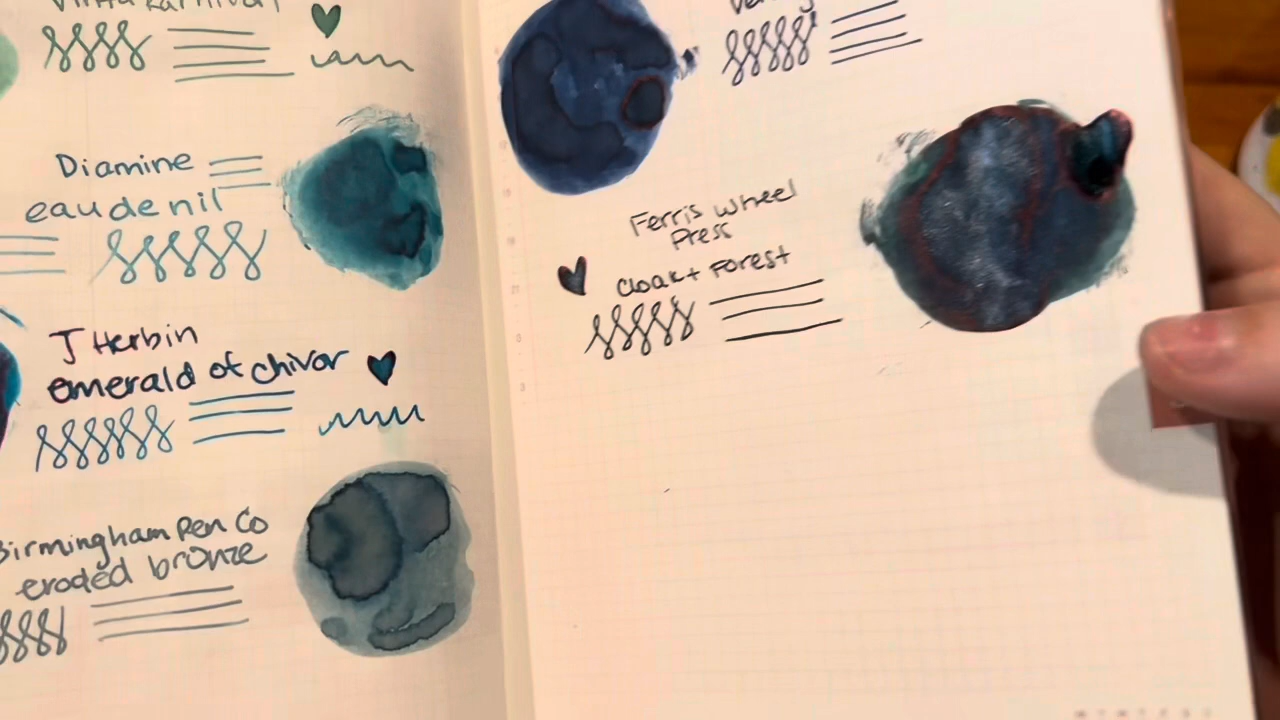 Diamine
eau de nil
J Herbin
emerald of chivor
Birmingham Pen Co
eroded bronze
Ferris Wheel
Press
Cloak + Forest